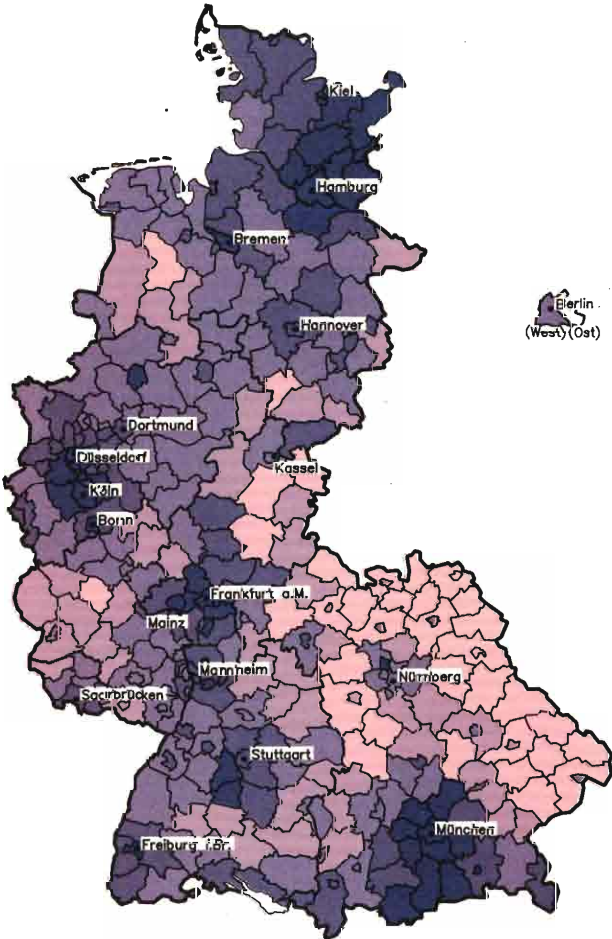 Kiel
Hamburg
Bremen
Berlin
(West) (Ost)
Hannover
Dortmund
Düsseldorf
Kassel
Köln
Bonn
Frankfurt a.M.
Mainz
Mannheim
Nürnberg
Saarbrücken
Stuttgart
München
Freiburg i.Br.